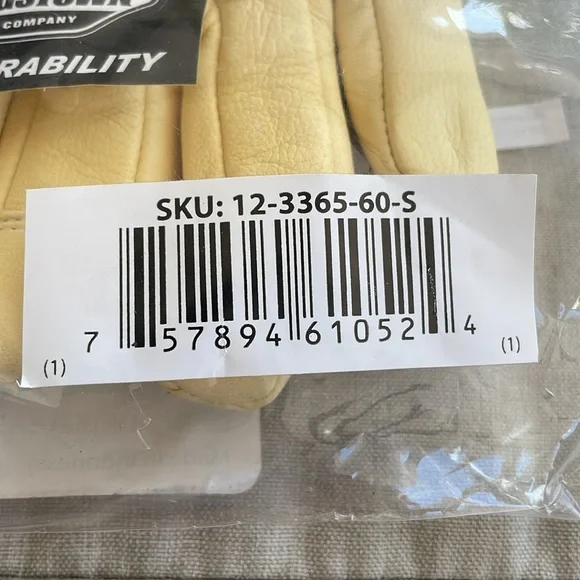 COMPANY
RABILITY
SKU: 12-3365-60-S
7 57894 61052 4
(1) (1)